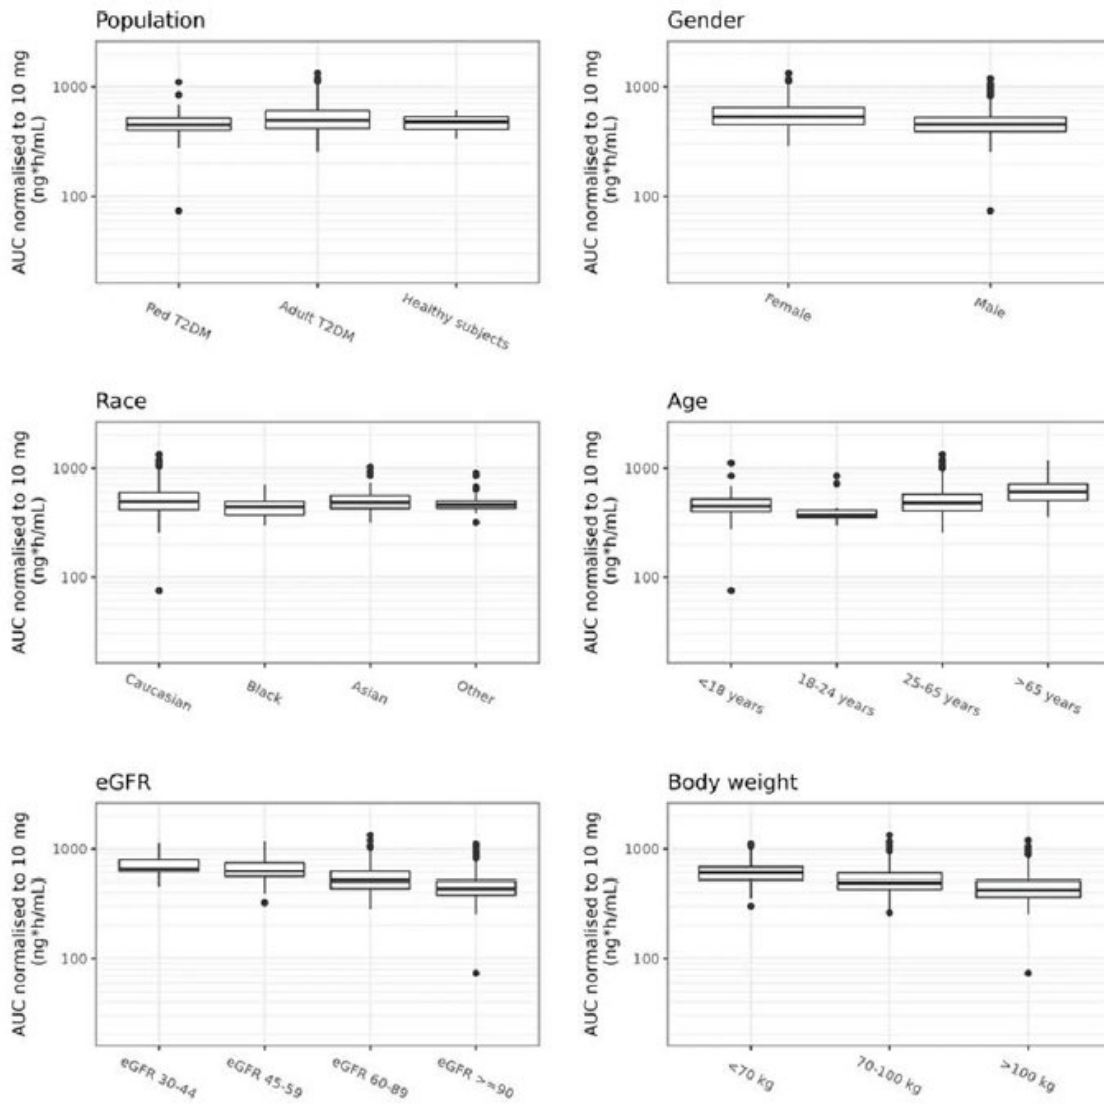 Population
AUC normalised to 10 mg
(ng*h/mL)
1000
100
Ped T2DM
Adult T2DM
Healthy subjects
Gender
AUC normalised to 10 mg
(ng*h/mL)
1000
100
Female
Male
Race
AUC normalised to 10 mg
(ng*h/mL)
1000
100
Caucasian
Black
Asian
Other
Age
AUC normalised to 10 mg
(ng*h/mL)
1000
100
<18 years
18-24 years
25-65 years
>65 years
eGFR
AUC normalised to 10 mg
(ng*h/mL)
1000
100
eGFR 30-44
eGFR 45-59
eGFR 60-89
eGFR >=90
Body weight
AUC normalised to 10 mg
(ng*h/mL)
1000
100
<70 kg
70-100 kg
>100 kg